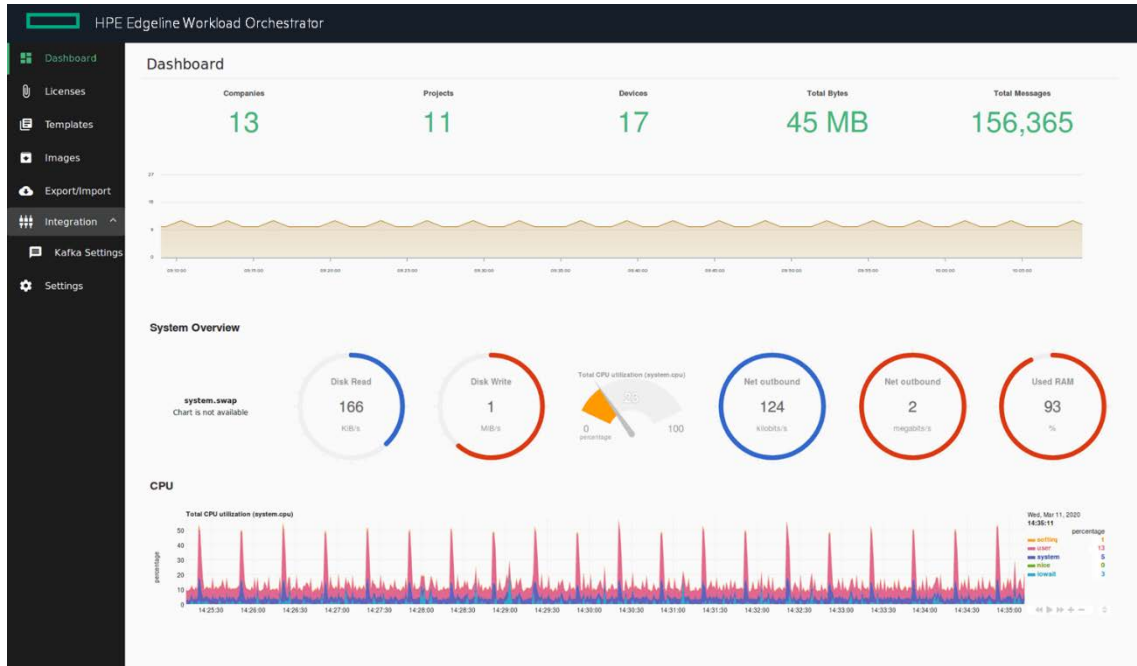 HPE Edgeline Workload Orchestrator
Dashboard
Licenses
Templates
Images
Export/Import
Integration
Kafka Settings
Settings
Dashboard
Companies Projects Devices Total Bytes Total Messages
13 11 17 45 MB 156,365
System Overview
system.swap
Chart is not available
Disk Read
166
KiB/s
Disk Write
1
MiB/s
Total CPU utilization (system.cpu)
0 100
percentage
Net outbound
124
kilobits/s
Net outbound
2
megabits/s
Used RAM
93
%
CPU
Total CPU utilization (system.cpu)
percentage
50
40
30
20
10
0
14:25:30 14:26:00 14:26:30 14:27:00 14:27:30 14:28:00 14:28:30 14:29:00 14:29:30 14:30:00 14:30:30 14:31:00 14:31:30 14:32:00 14:32:30 14:33:00 14:33:30 14:34:00 14:34:30 14:35:00
Wed, Mar 11, 2020
14:35:11
percentage
softirq 1
user 13
system 5
nice 0
iowait 3